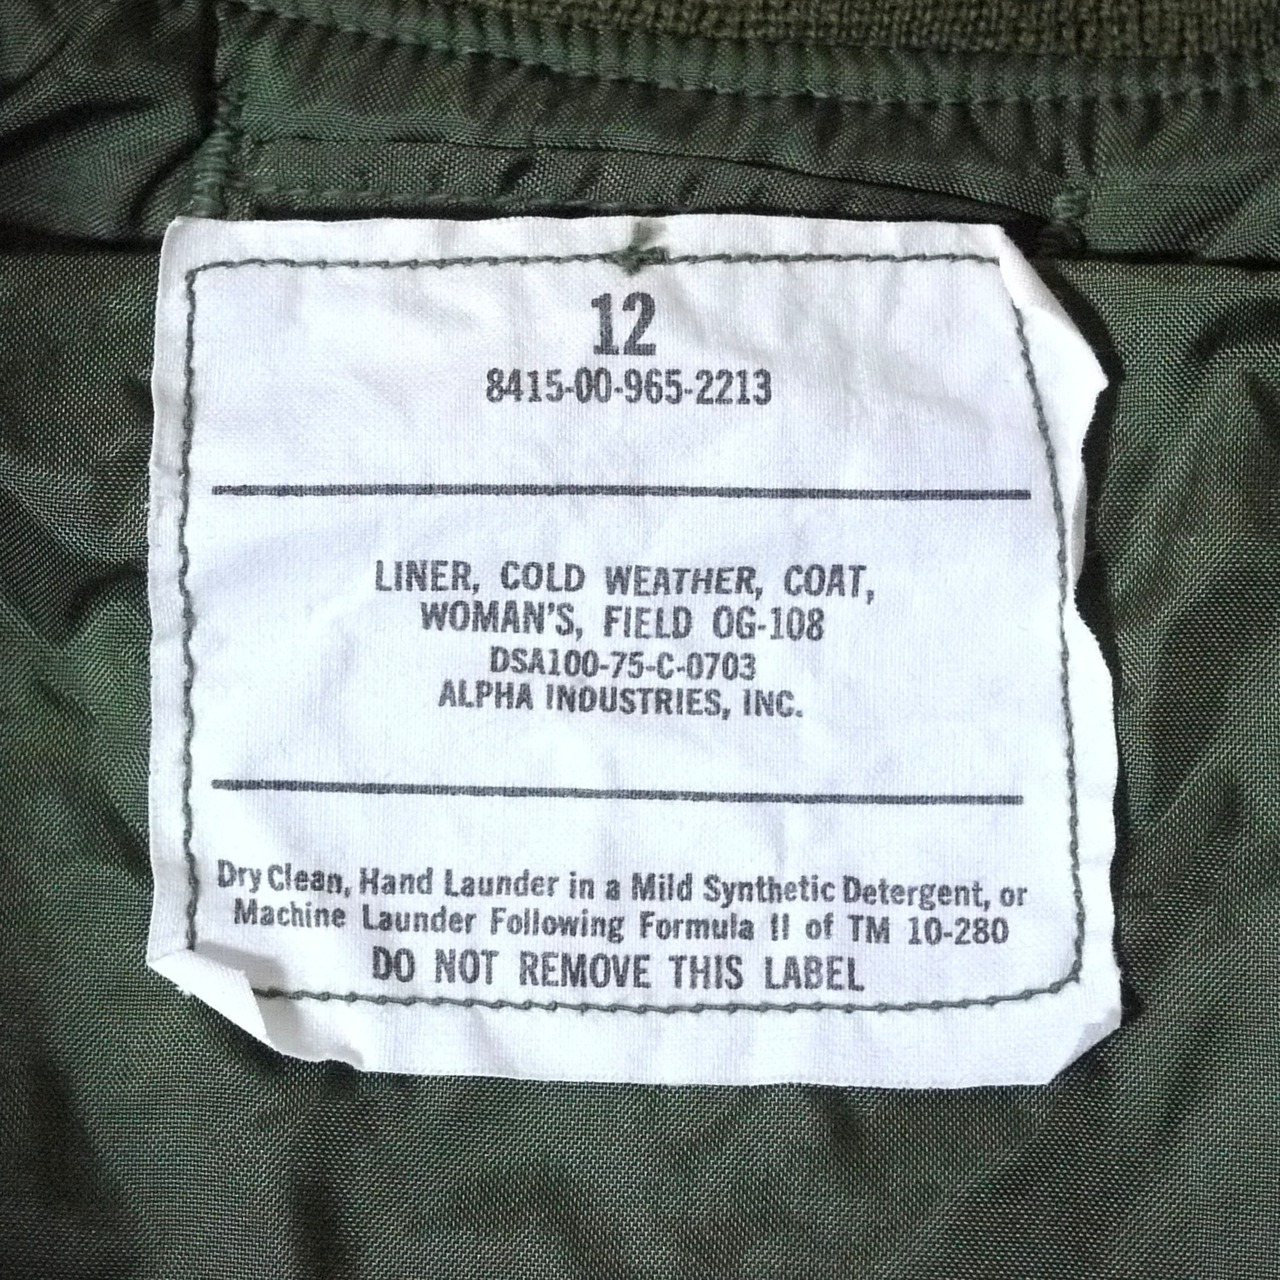 12
8415-00-965-2213
LINER, COLD WEATHER, COAT,
WOMAN'S, FIELD OG-108
DSA100-75-C-0703
ALPHA INDUSTRIES, INC.
Dry Clean, Hand Launder in a Mild Synthetic Detergent, or
Machine Launder Following Formula II of TM 10-280
DO NOT REMOVE THIS LABEL